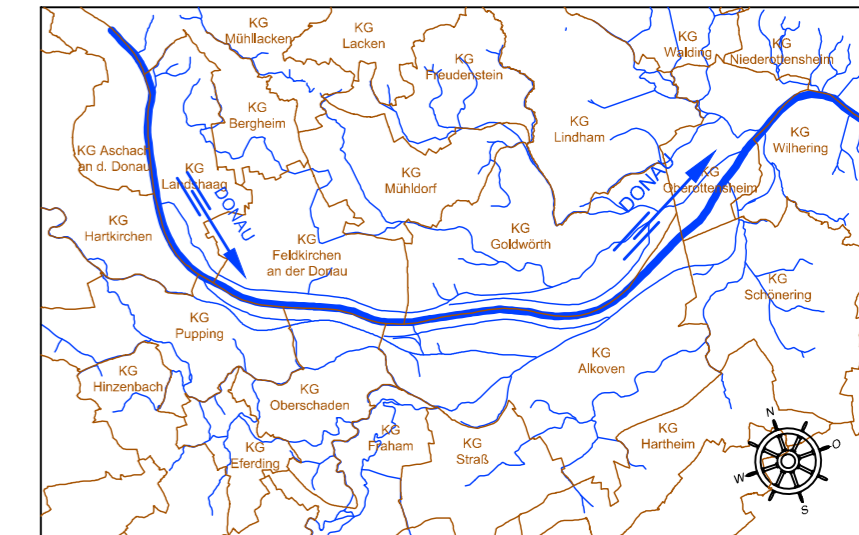 KG
Mühllacken
KG
Lacken
KG
Freudenstein
KG
Walding
KG
Niederottensheim
KG
Bergheim
KG
Lindham
KG
Wilhering
KG Aschach
an d. Donau
KG
Landshaag
KG
Mühldorf
KG
Oberottensheim
DONAU
DONAU
KG
Hartkirchen
KG
Feldkirchen
an der Donau
KG
Goldwörth
KG
Schönering
KG
Pupping
KG
Alkoven
KG
Hinzenbach
KG
Oberschaden
KG
Eferding
KG
Fraham
KG
Straß
KG
Hartheim
N
O
W
S